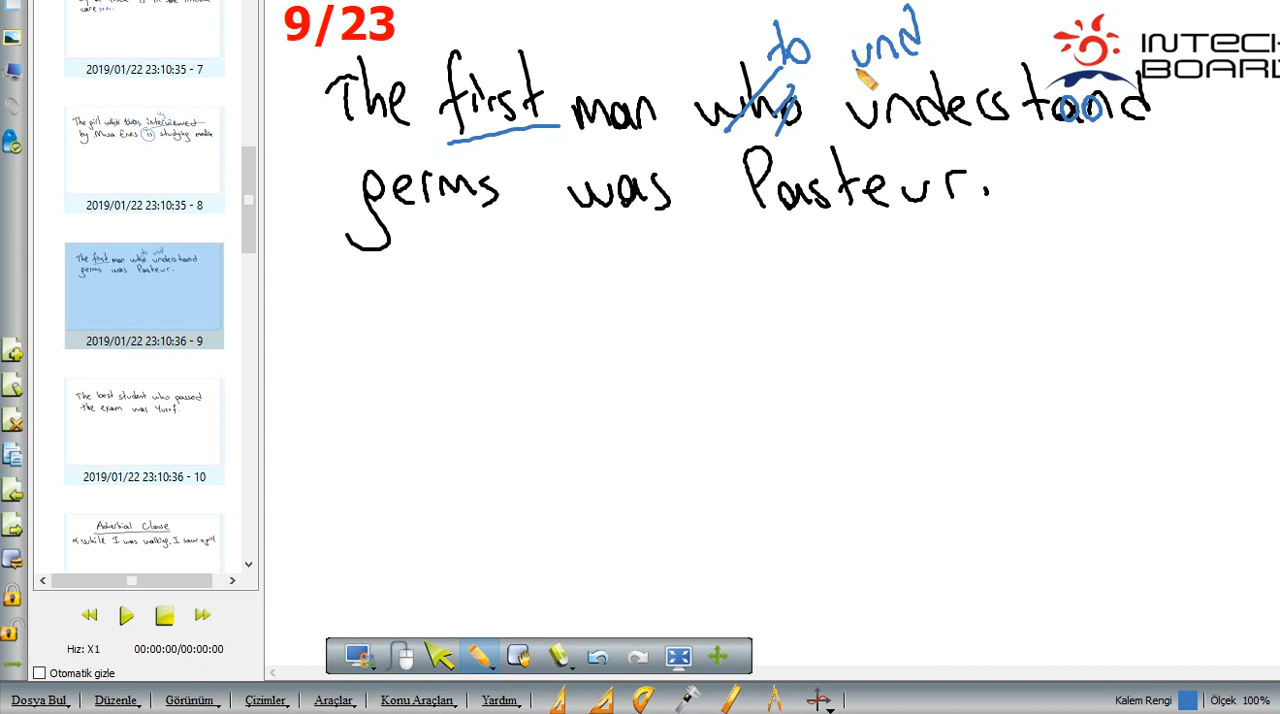 care
2019/01/22 23:10:35 - 7
The girl who was interviewed
by Musa Enes is studying
2019/01/22 23:10:35 - 8
to und
The first man who understand
germs was Pasteur.
2019/01/22 23:10:36 - 9
The best student who passed
the exam was Yusuf.
2019/01/22 23:10:36 - 10
Adverbial Clause
* While I was walking, I saw a girl
Hız: X1 00:00:00/00:00:00
Otomatik gizle
9/23
to und
The first man who understood
germs was Pasteur.
INTECH
BOARD
Dosya Bul Düzenle Görünüm Çizimler Araçlar Konu Araçları Yardım Kalem Rengi Ölçek 100%